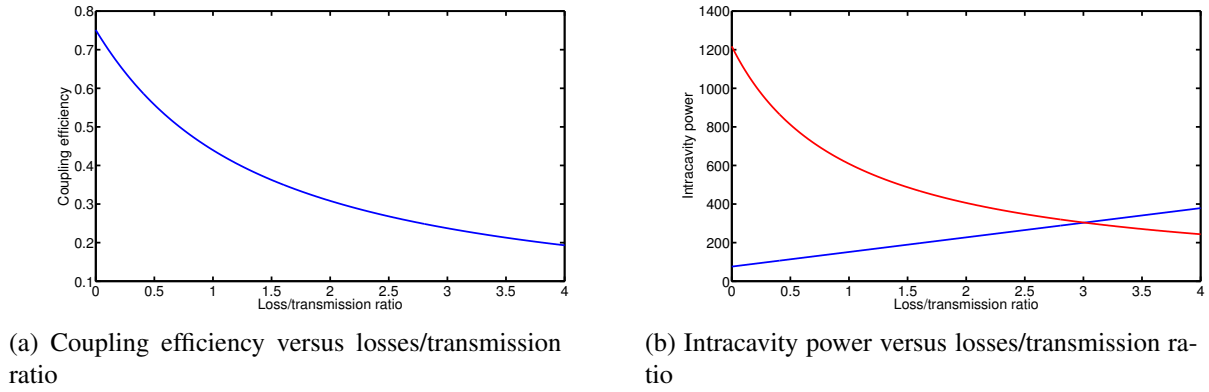 0.8
0.7
0.6
0.5
0.4
0.3
0.2
0.1
Coupling efficiency
0 0.5 1 1.5 2 2.5 3 3.5 4
Loss/transmission ratio
(a) Coupling efficiency versus losses/transmission
ratio
1400
1200
1000
800
600
400
200
0
Intracavity power
0 0.5 1 1.5 2 2.5 3 3.5 4
Loss/transmission ratio
(b) Intracavity power versus losses/transmission ra-
tio